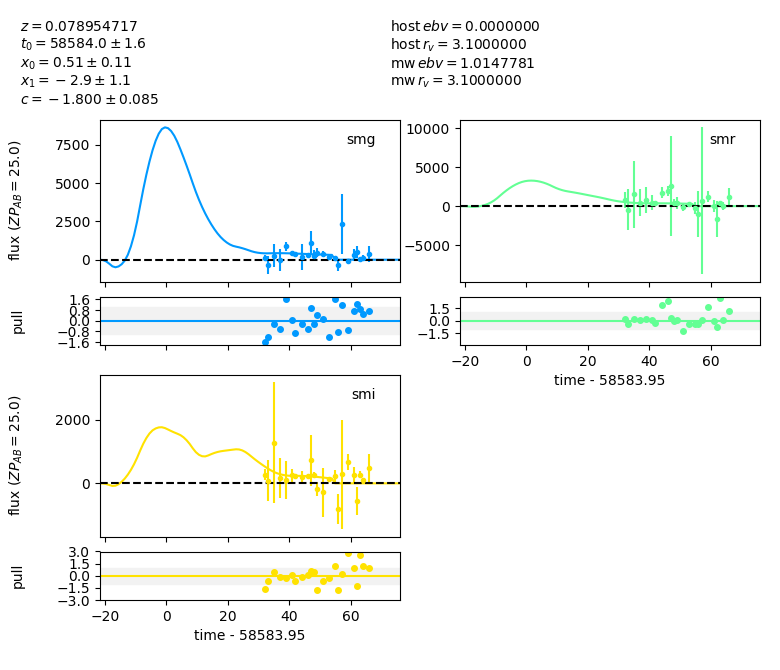 z = 0.078954717
t₀ = 58584.0 ± 1.6
x₀ = 0.51 ± 0.11
x₁ = −2.9 ± 1.1
c = −1.800 ± 0.085
host ebv = 0.0000000
host r_v = 3.1000000
mw ebv = 1.0147781
mw r_v = 3.1000000
smg
flux (ZP_AB = 25.0)
7500
5000
2500
0
smr
10000
5000
0
−5000
pull
1.6
0.8
0.0
−0.8
−1.6
1.5
0.0
−1.5
−20 0 20 40 60
time - 58583.95
smi
flux (ZP_AB = 25.0)
2000
0
pull
3.0
1.5
0.0
−1.5
−3.0
−20 0 20 40 60
time - 58583.95